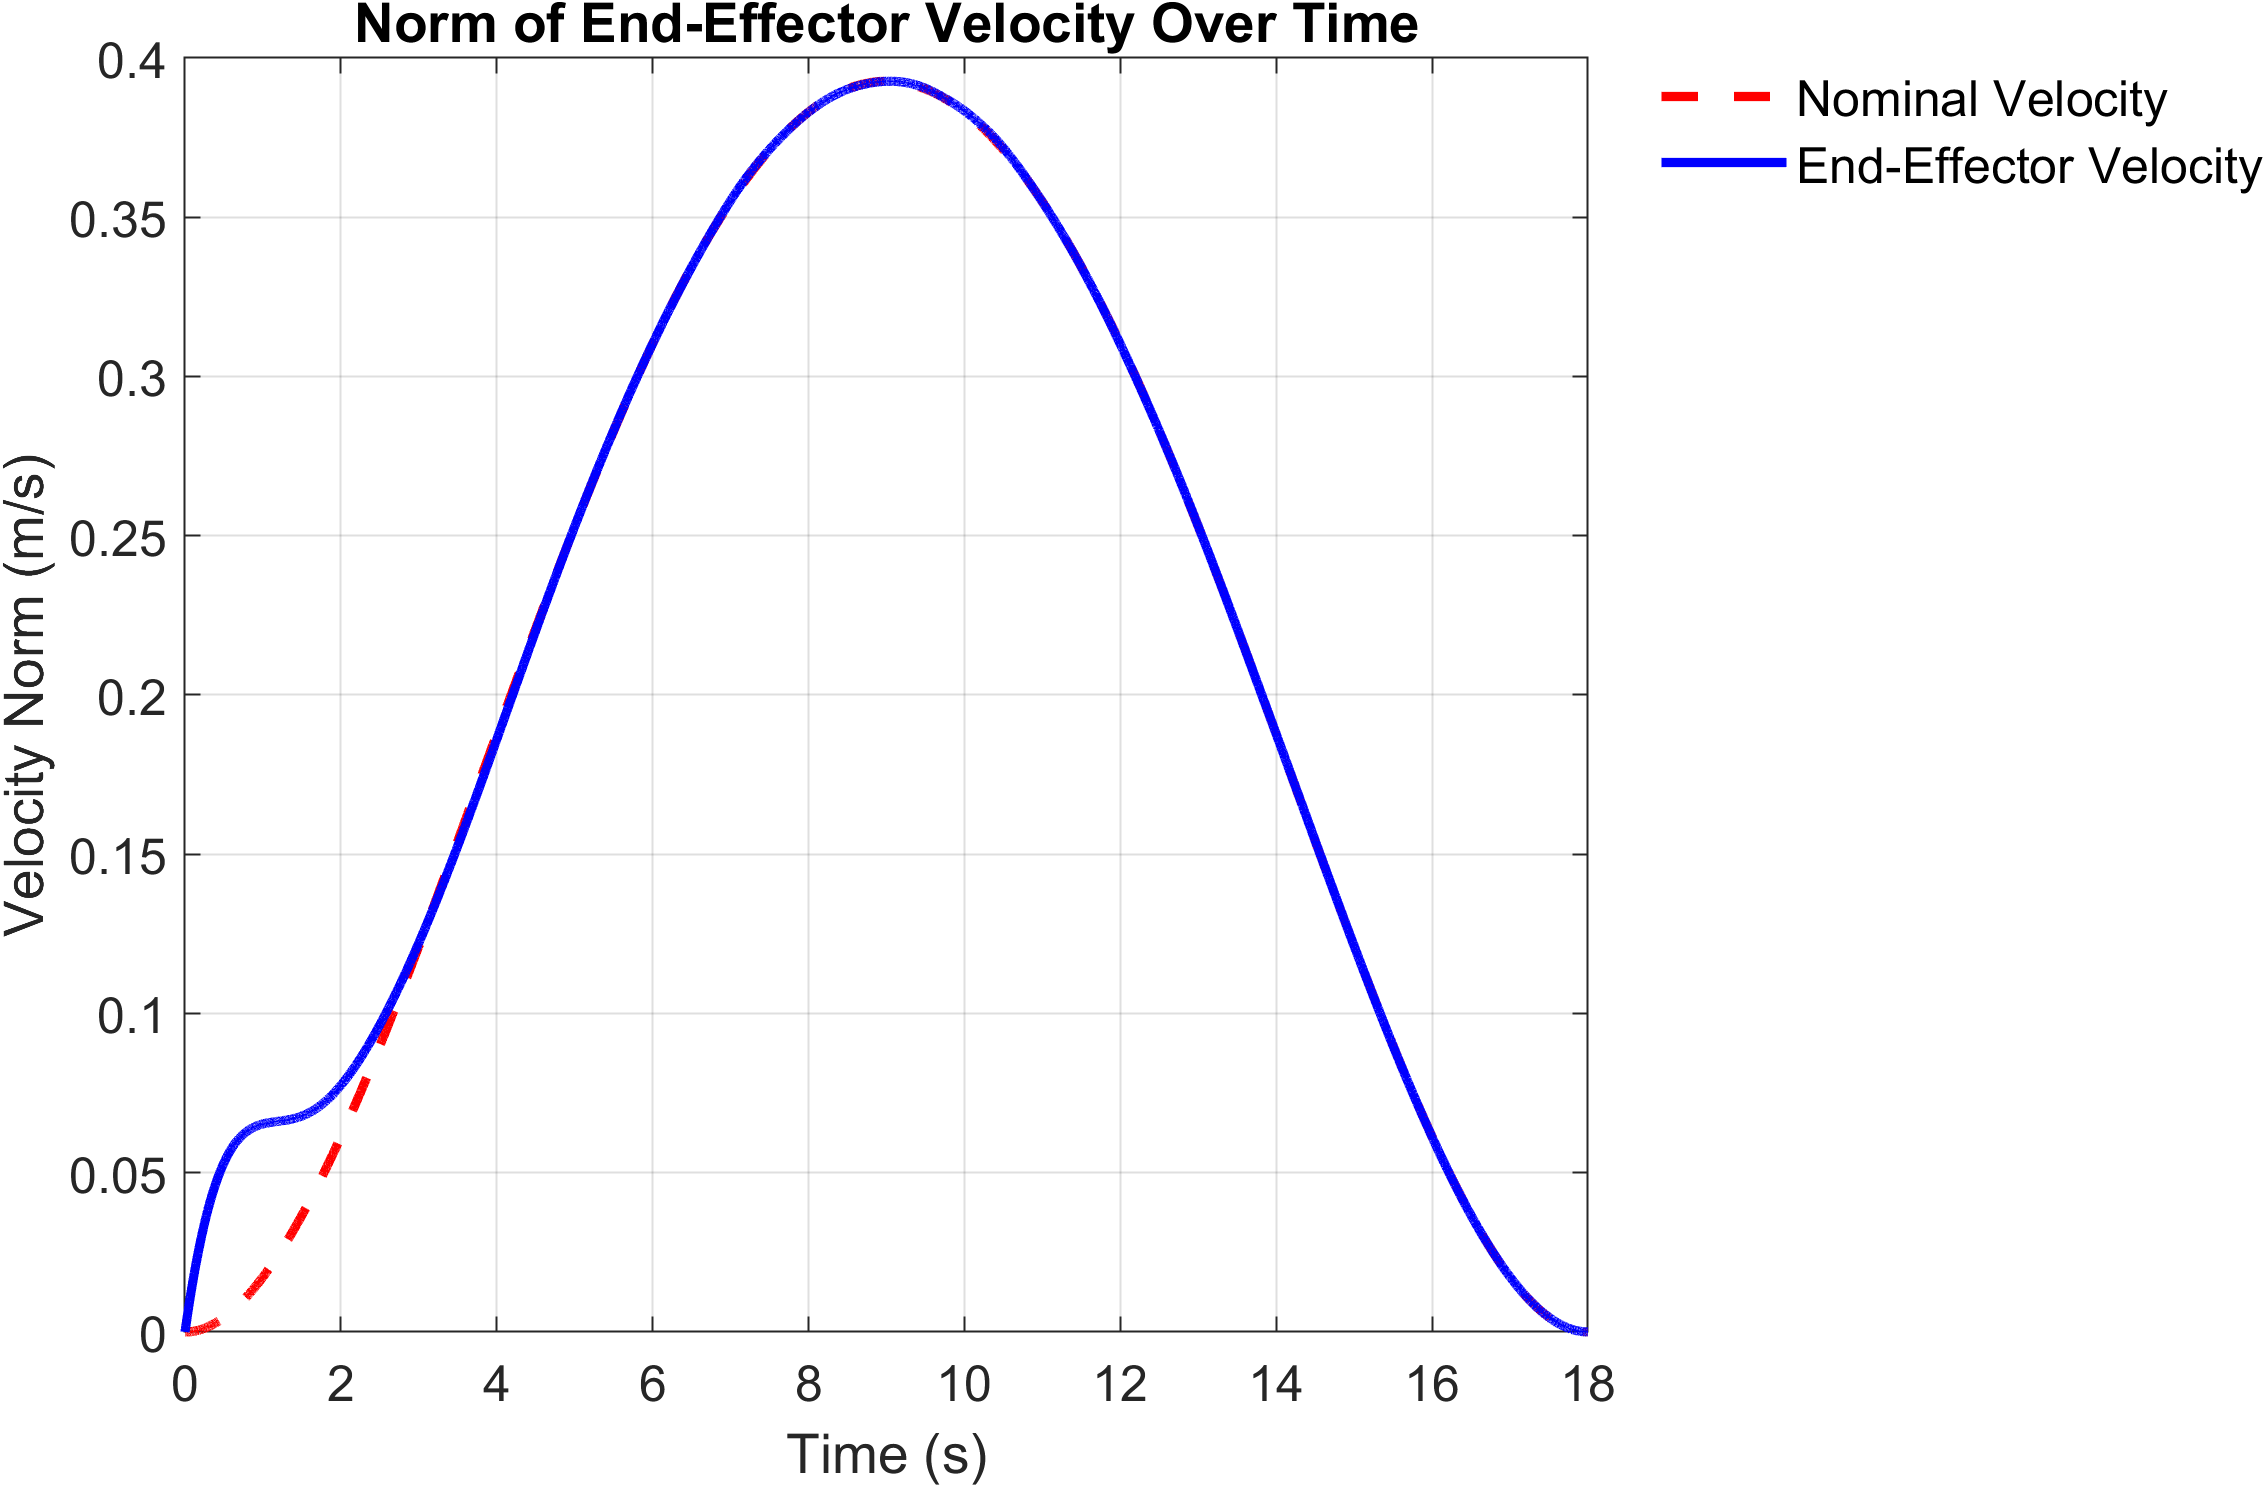 Norm of End-Effector Velocity Over Time
0.4
0.35
0.3
0.25
0.2
0.15
0.1
0.05
0
Velocity Norm (m/s)
0 2 4 6 8 10 12 14 16 18
Time (s)
Nominal Velocity
End-Effector Velocity